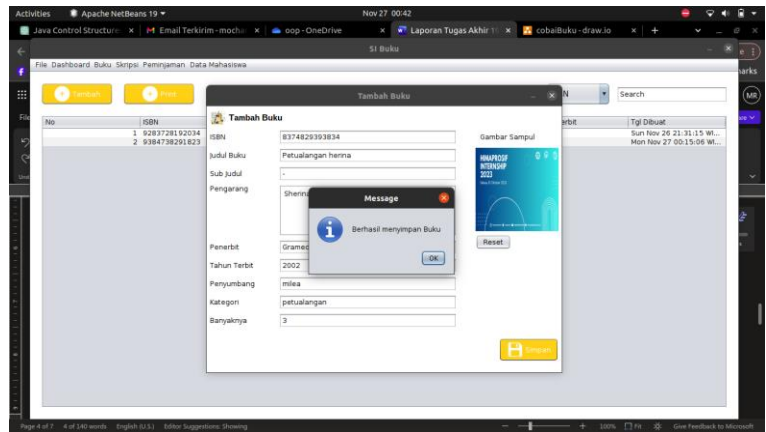 Activities Apache NetBeans 19 Nov 27 00:42
Java Control Structure: × Email Terkirim - mocha × oop - OneDrive × Laporan Tugas Akhir 1 × cobaiBuku - draw.io × +
SI Buku
File Dashboard Buku Skripsi Peminjaman Data Mahasiswa
Tambah Print Search MR
Tambah Buku
No ISBN erbit Tgl Dibuat
1 9283728192034 Sun Nov 26 21:31:15 WI...
2 9384738291823 Mon Nov 27 00:15:06 WI...
Tambah Buku
ISBN 8374829393834 Gambar Sampul
Judul Buku Petualangan herina
Sub Judul -
HIMAPROSIF
INTERNSHIP
2023
Pengarang Sherina
Message
Berhasil menyimpan Buku
OK
Reset
Penerbit Gramed
Tahun Terbit 2002
Penyumbang milea
Kategori petualangan
Banyaknya 3
Simpan
Page 4 of 7 4 of 140 words English (U.S.) Editor Suggestions: Showing − + 100% Fit Give Feedback to Microsoft